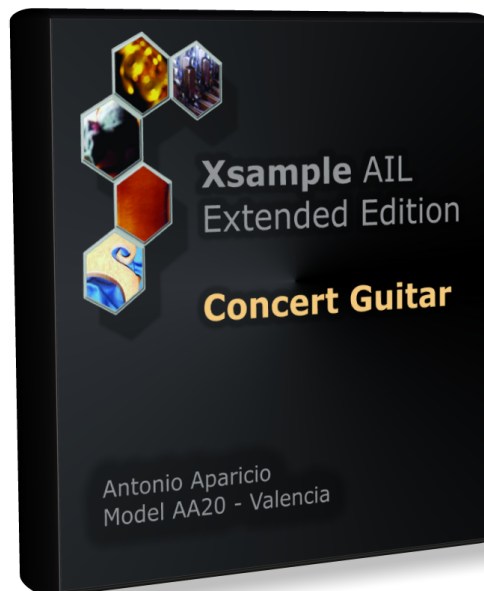 Xsample AIL
Extended Edition
Concert Guitar
Antonio Aparicio
Model AA20 - Valencia